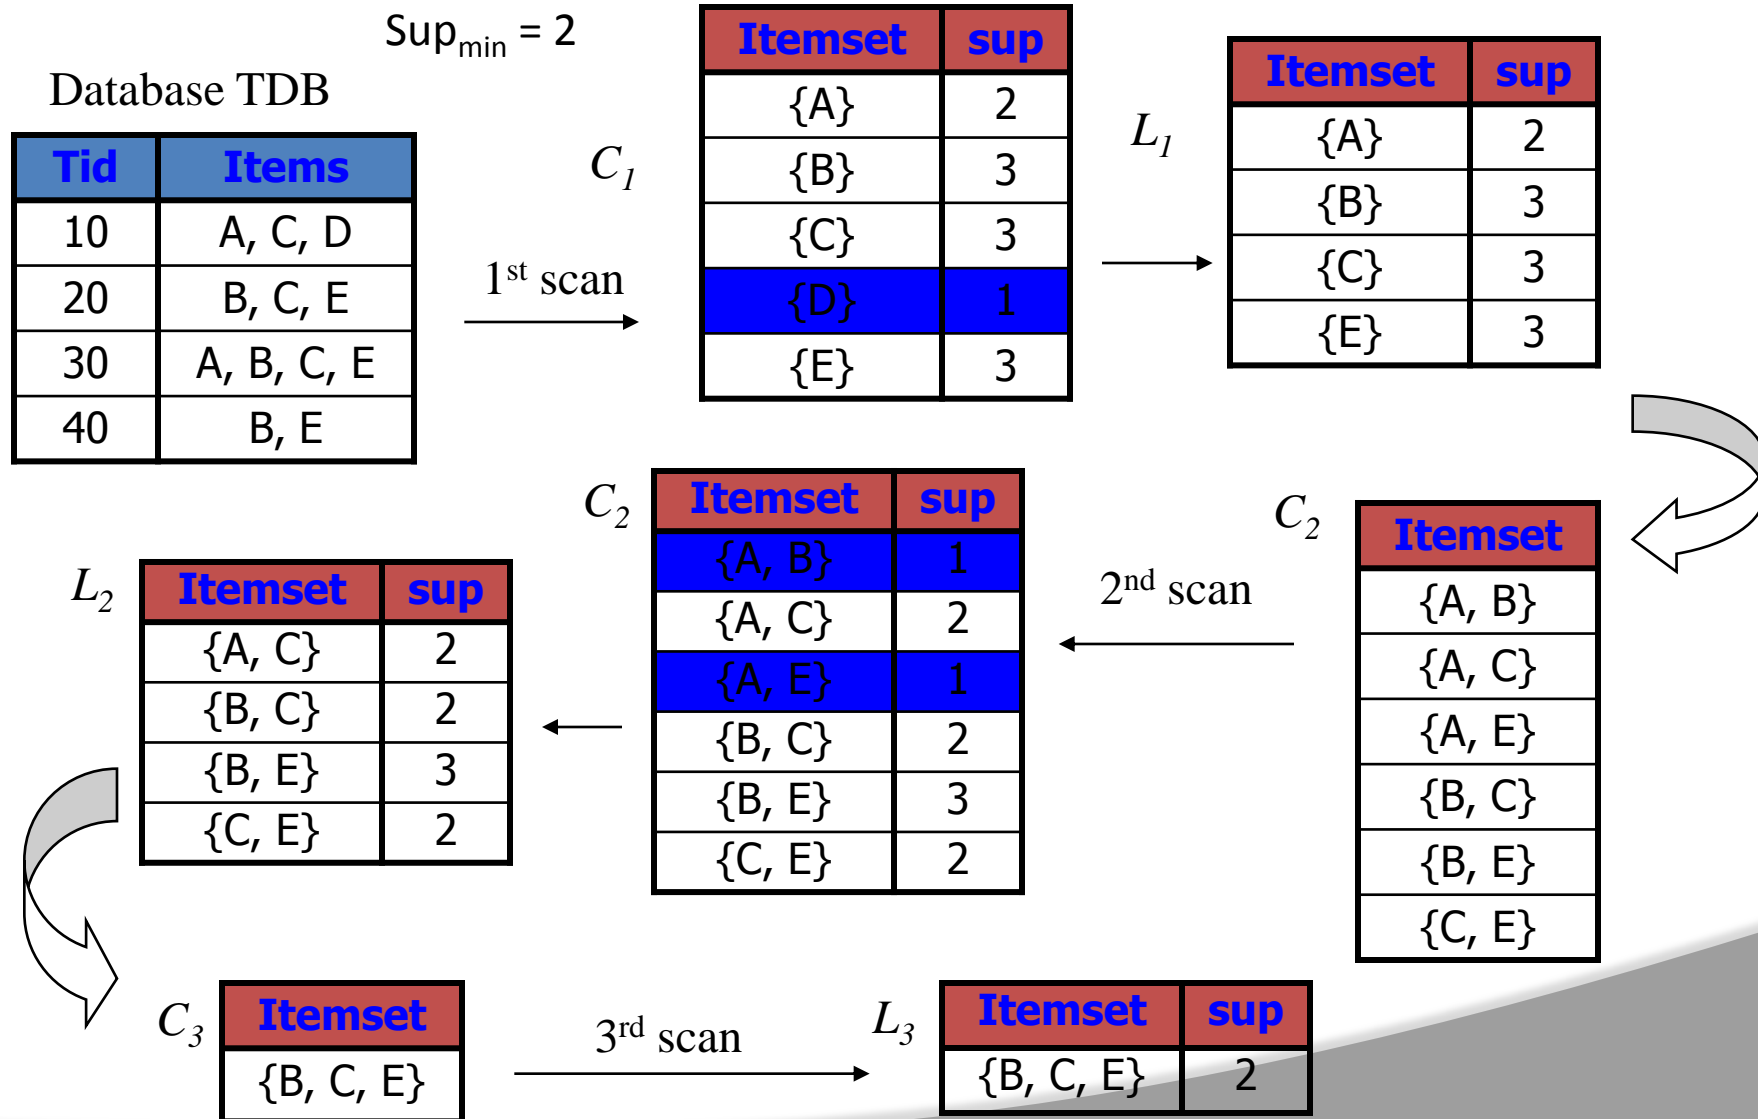 Sup_min = 2
Database TDB
Tid Items
10 A, C, D
20 B, C, E
30 A, B, C, E
40 B, E
1st scan
C1
Itemset sup
{A} 2
{B} 3
{C} 3
{D} 1
{E} 3
L1
Itemset sup
{A} 2
{B} 3
{C} 3
{E} 3
C2
Itemset
{A, B}
{A, C}
{A, E}
{B, C}
{B, E}
{C, E}
2nd scan
C2
Itemset sup
{A, B} 1
{A, C} 2
{A, E} 1
{B, C} 2
{B, E} 3
{C, E} 2
L2
Itemset sup
{A, C} 2
{B, C} 2
{B, E} 3
{C, E} 2
C3
Itemset
{B, C, E}
3rd scan
L3
Itemset sup
{B, C, E} 2